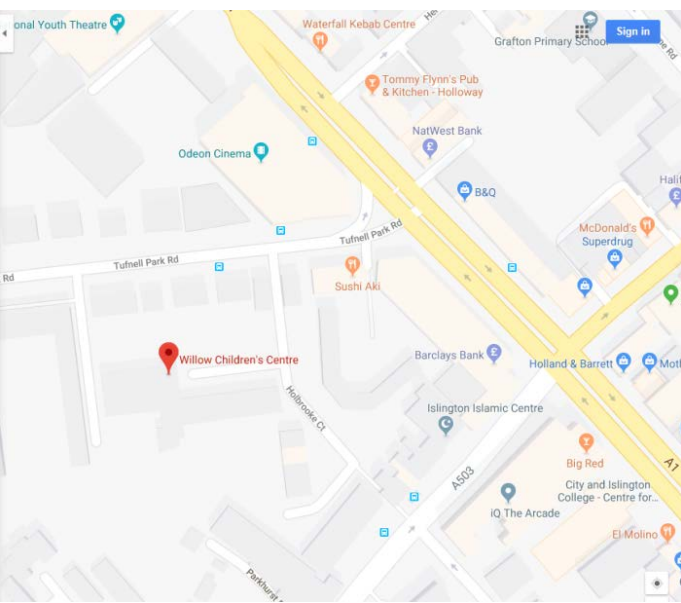 onal Youth Theatre
Waterfall Kebab Centre
Grafton Primary School
Sign in
Tommy Flynn's Pub
& Kitchen - Holloway
NatWest Bank
Odeon Cinema
B&Q
Halif
McDonald's
Superdrug
Tufnell Park Rd
Tufnell Park Rd
Rd
Sushi Aki
Willow Children's Centre
Barclays Bank
Holland & Barrett
Moth
Holbrooke Ct
Islington Islamic Centre
Big Red
A1
A503
City and Islington
College - Centre for...
iQ The Arcade
El Molino
Parkhurst